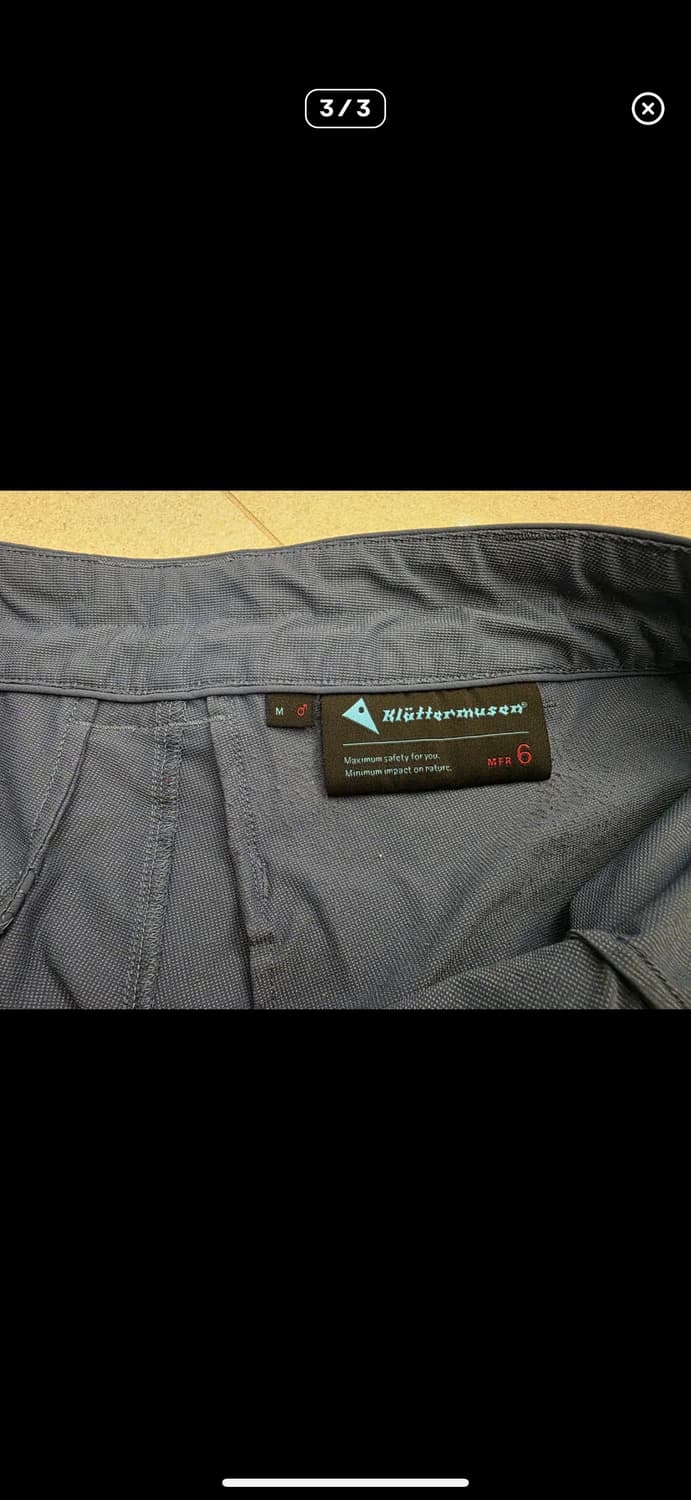 3/3
M ♂
Klättermusen®
Maximum safety for you.
Minimum impact on nature.
MFR 6